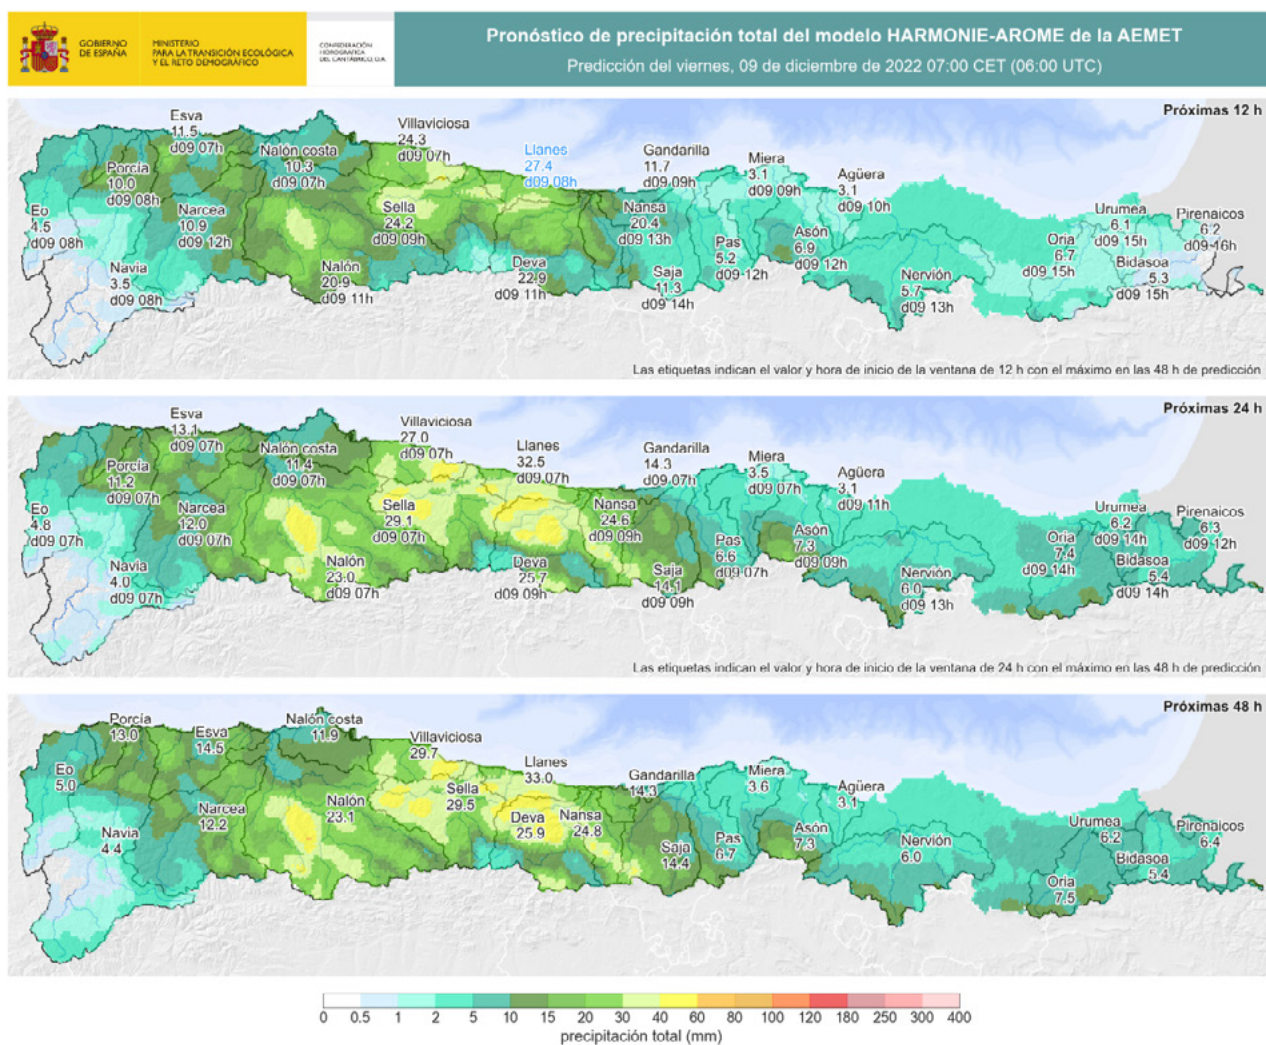 GOBIERNO
DE ESPAÑA
MINISTERIO
PARA LA TRANSICIÓN ECOLÓGICA
Y EL RETO DEMOGRÁFICO
CONFEDERACIÓN
HIDROGRÁFICA
DEL CANTÁBRICO, O.A.
Pronóstico de precipitación total del modelo HARMONIE-AROME de la AEMET
Predicción del viernes, 09 de diciembre de 2022 07:00 CET (06:00 UTC)
Próximas 12 h
Esva
11.5
d09 07h
Villaviciosa
24.3
d09 07h
Nalón costa
10.3
d09 07h
Llanes
27.4
d09 08h
Gandarilla
11.7
d09 09h
Miera
3.1
d09 09h
Agüera
3.1
d09 10h
Porcía
10.0
d09 08h
Eo
4.5
d09 08h
Narcea
10.9
d09 12h
Sella
24.2
d09 09h
Nansa
20.4
d09 13h
Pas
5.2
d09 12h
Asón
6.9
d09 12h
Urumea
6.1
d09 15h
Pirenaicos
6.2
d09 16h
Oria
6.7
d09 15h
Bidasoa
5.3
d09 15h
Navia
3.5
d09 08h
Nalón
20.9
d09 11h
Deva
22.9
d09 11h
Saja
11.3
d09 14h
Nervión
5.7
d09 13h
Las etiquetas indican el valor y hora de inicio de la ventana de 12 h con el máximo en las 48 h de predicción
Próximas 24 h
Esva
13.1
d09 07h
Villaviciosa
27.0
d09 07h
Nalón costa
11.4
d09 07h
Llanes
32.5
d09 07h
Gandarilla
14.3
d09 07h
Miera
3.5
d09 07h
Agüera
3.1
d09 11h
Porcía
11.2
d09 07h
Eo
4.8
d09 07h
Narcea
12.0
d09 07h
Sella
29.1
d09 07h
Nansa
24.6
d09 09h
Pas
6.6
d09 07h
Asón
7.3
d09 09h
Urumea
6.2
d09 14h
Pirenaicos
6.3
d09 12h
Oria
7.4
d09 14h
Bidasoa
5.4
d09 14h
Navia
4.0
d09 07h
Nalón
23.0
d09 07h
Deva
25.7
d09 09h
Saja
14.1
d09 09h
Nervión
6.0
d09 13h
Las etiquetas indican el valor y hora de inicio de la ventana de 24 h con el máximo en las 48 h de predicción
Próximas 48 h
Porcía
13.0
Esva
14.5
Nalón costa
11.9
Villaviciosa
29.7
Llanes
33.0
Gandarilla
14.3
Miera
3.6
Agüera
3.1
Eo
5.0
Navia
4.4
Narcea
12.2
Nalón
23.1
Sella
29.5
Deva
25.9
Nansa
24.8
Saja
14.4
Pas
6.7
Asón
7.3
Nervión
6.0
Urumea
6.2
Pirenaicos
6.4
Bidasoa
5.4
Oria
7.5
0 0.5 1 2 5 10 15 20 30 40 60 80 100 120 180 250 300 400
precipitación total (mm)